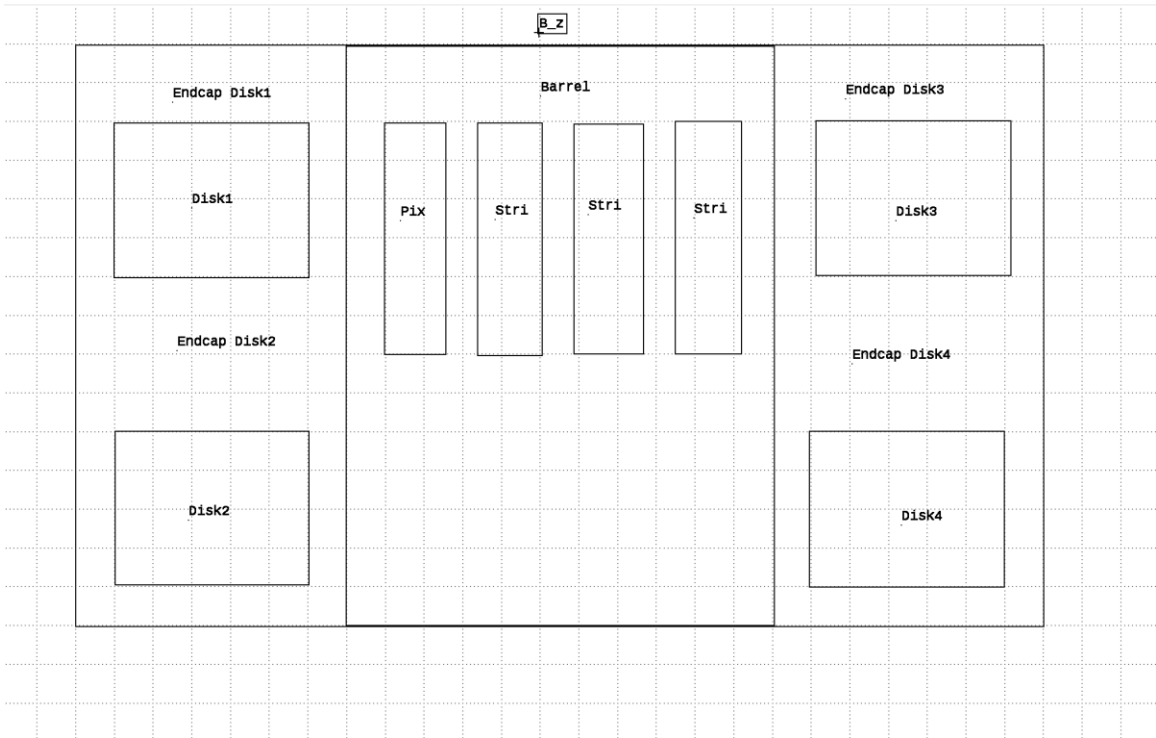 B_z
Endcap Disk1
Barrel
Endcap Disk3
Disk1
Pix
Stri
Stri
Stri
Disk3
Endcap Disk2
Endcap Disk4
Disk2
Disk4